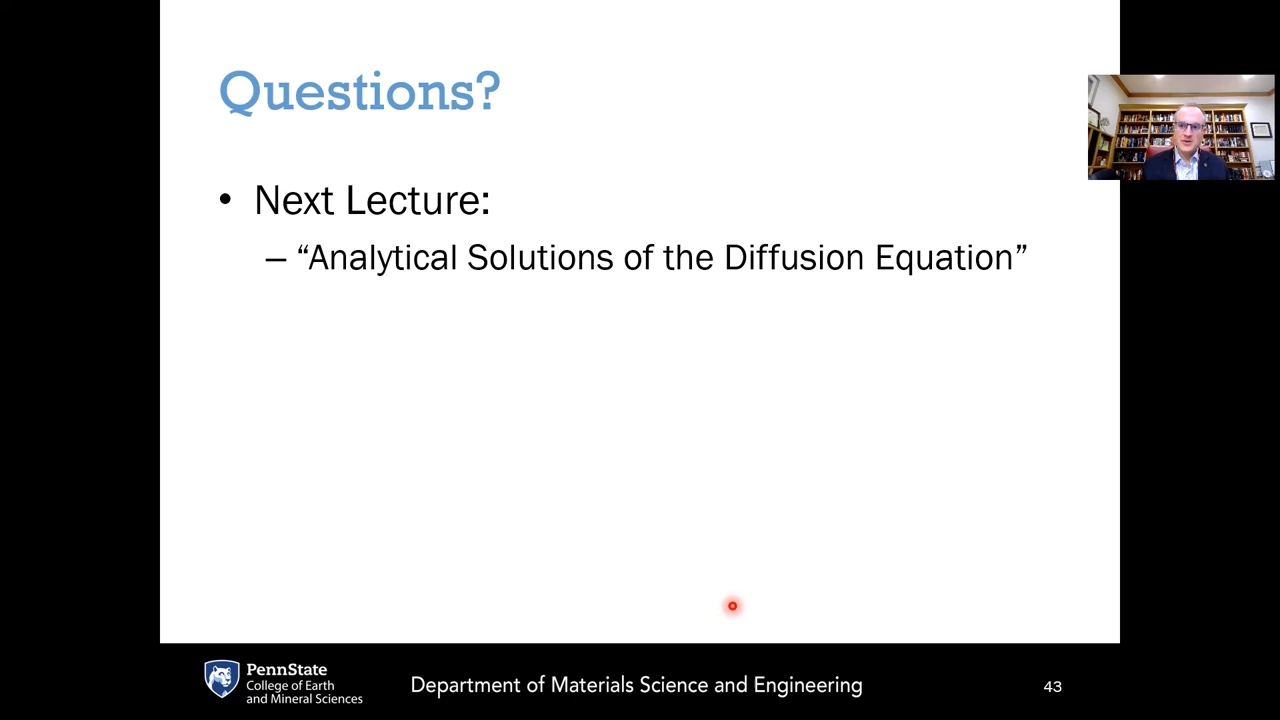 Questions?
• Next Lecture:
– “Analytical Solutions of the Diffusion Equation”
PennState
College of Earth
and Mineral Sciences
Department of Materials Science and Engineering
43